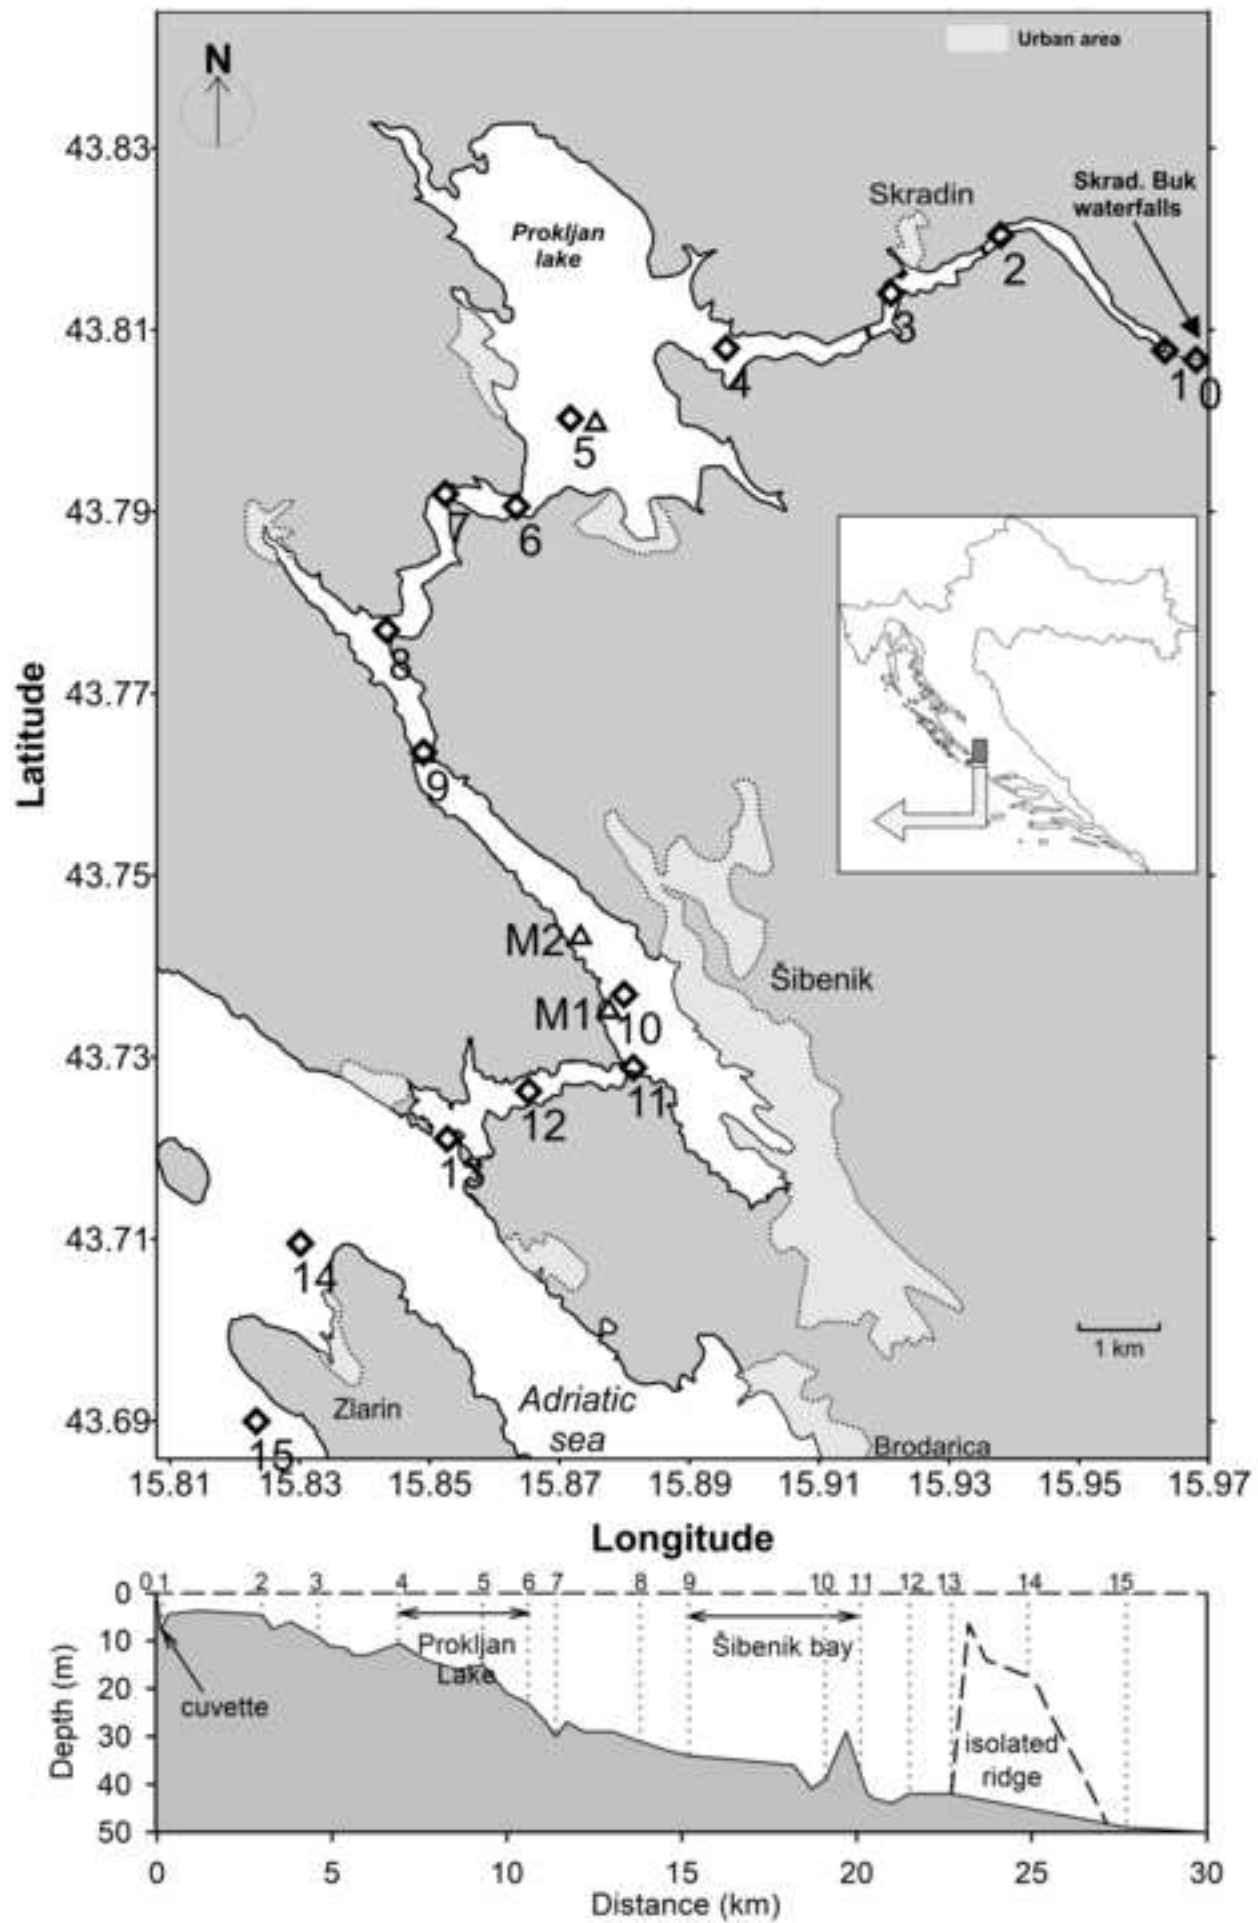 Urban area
N
43.83
Skrad. Buk
waterfalls
Skradin
Prokljan
lake
2
43.81
3
4
1
0
5
43.79
7
6
8
Latitude
43.77
9
43.75
M2
Šibenik
M1
10
43.73
11
12
13
43.71
14
1 km
Zlarin
Adriatic
sea
43.69
15
Brodarica
15.81
15.83
15.85
15.87
15.89
15.91
15.93
15.95
15.97
Longitude
0 1 2 3 4 5 6 7 8 9 10 11 12 13 14 15
0
10
20
30
40
50
Depth (m)
Prokljan
Lake
Šibenik bay
cuvette
isolated
ridge
0 5 10 15 20 25 30
Distance (km)